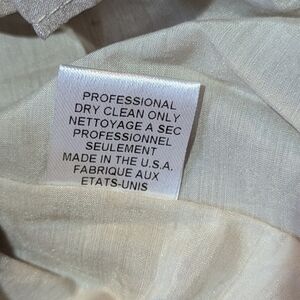 PROFESSIONAL
DRY CLEAN ONLY
NETTOYAGE A SEC
PROFESSIONNEL
SEULEMENT
MADE IN THE U.S.A.
FABRIQUE AUX
ETATS-UNIS